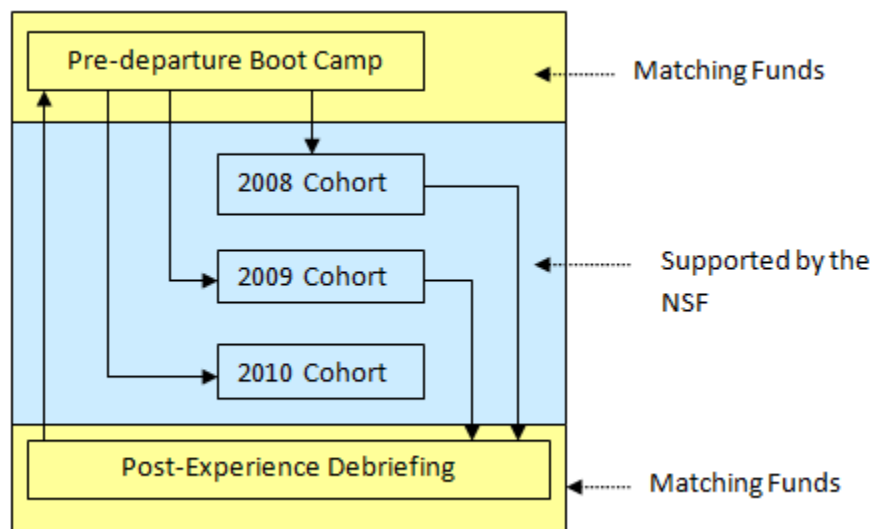 Pre-departure Boot Camp
Matching Funds
2008 Cohort
2009 Cohort
Supported by the
NSF
2010 Cohort
Post-Experience Debriefing
Matching Funds